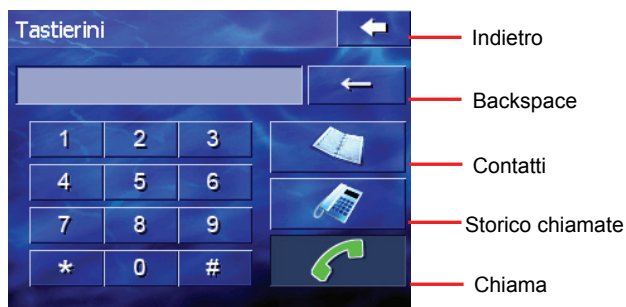 Tastierini
Indietro
Backspace
1 2 3
Contatti
4 5 6
7 8 9
Storico chiamate
* 0 #
Chiama